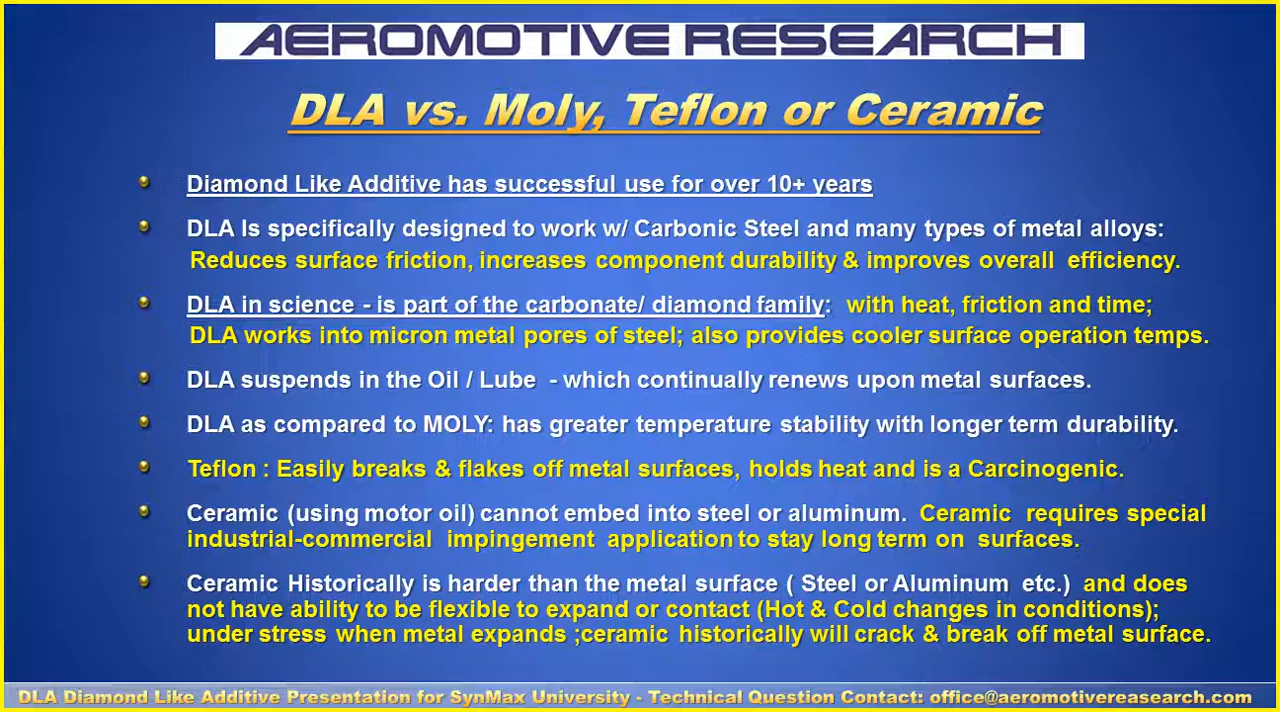 AEROMOTIVE RESEARCH
DLA vs. Moly, Teflon or Ceramic
Diamond Like Additive has successful use for over 10+ years
DLA Is specifically designed to work w/ Carbonic Steel and many types of metal alloys:
Reduces surface friction, increases component durability & improves overall efficiency.
DLA in science - is part of the carbonate/ diamond family: with heat, friction and time;
DLA works into micron metal pores of steel; also provides cooler surface operation temps.
DLA suspends in the Oil / Lube - which continually renews upon metal surfaces.
DLA as compared to MOLY: has greater temperature stability with longer term durability.
Teflon : Easily breaks & flakes off metal surfaces, holds heat and is a Carcinogenic.
Ceramic (using motor oil) cannot embed into steel or aluminum. Ceramic requires special
industrial-commercial impingement application to stay long term on surfaces.
Ceramic Historically is harder than the metal surface ( Steel or Aluminum etc.) and does
not have ability to be flexible to expand or contact (Hot & Cold changes in conditions);
under stress when metal expands ;ceramic historically will crack & break off metal surface.
DLA Diamond Like Additive Presentation for SynMax University - Technical Question Contact: office@aeromotivereasearch.com